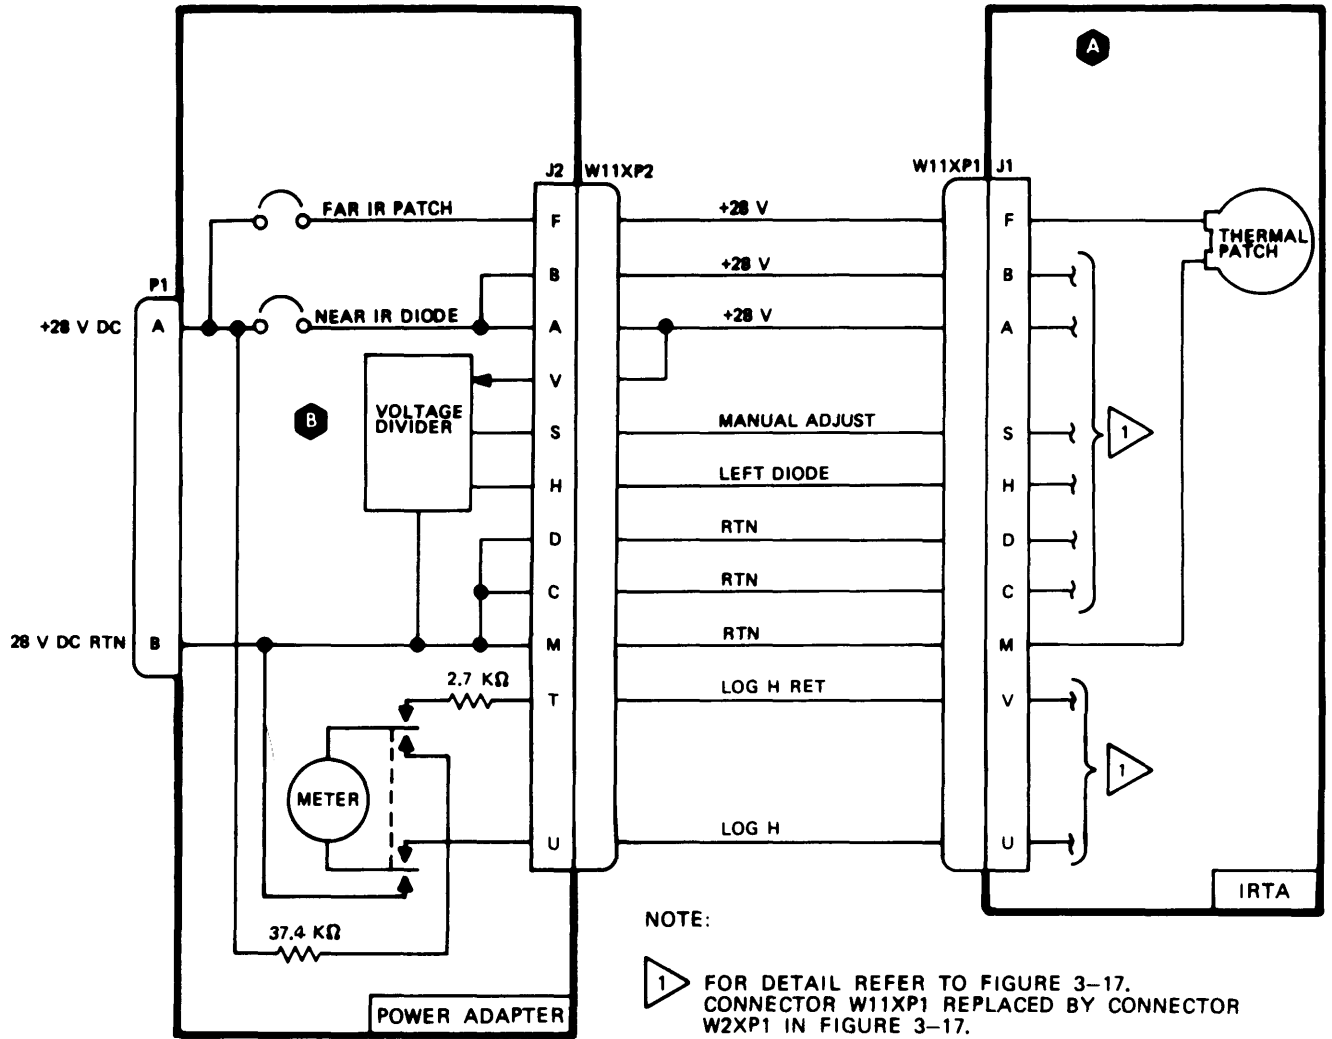 A
J2 W11XP2
W11XP1 J1
FAR IR PATCH
F
+28 V
F
THERMAL
PATCH
B
+28 V
B
P1
+28 V DC
A
NEAR IR DIODE
A
+28 V
A
V
B
VOLTAGE
DIVIDER
S
MANUAL ADJUST
S
1
H
LEFT DIODE
H
D
RTN
D
C
RTN
C
28 V DC RTN
B
M
RTN
M
2.7 KΩ
T
LOG H RET
V
1
METER
U
LOG H
U
IRTA
37.4 KΩ
POWER ADAPTER
NOTE:
1
FOR DETAIL REFER TO FIGURE 3–17.
CONNECTOR W11XP1 REPLACED BY CONNECTOR
W2XP1 IN FIGURE 3–17.